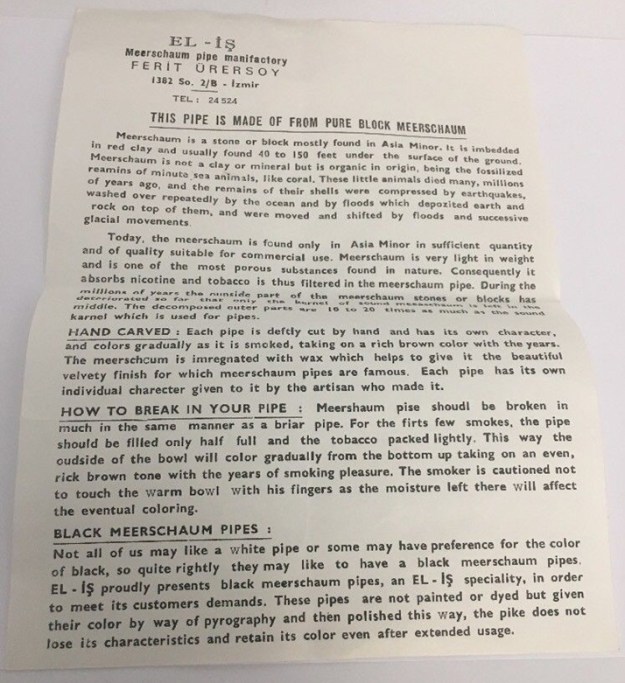 EL - İŞ
Meerschaum pipe manifactory
FERİT ÜRERSOY
1382 So. 2/B - İzmir
TEL : 24 524
THIS PIPE IS MADE OF FROM PURE BLOCK MEERSCHAUM
Meerschaum is a stone or block mostly found in Asia Minor. It is imbedded
in red clay and usually found 40 to 150 feet under the surface of the ground.
Meerschaum is not a clay or mineral but is organic in origin, being the fossilized
reamins of minute sea animals, like coral. These little animals died many, millions
of years ago, and the remains of their shells were compressed by earthquakes,
washed over repeatedly by the ocean and by floods which depozited earth and
rock on top of them, and were moved and shifted by floods and successive
glacial movements.
Today, the meerschaum is found only in Asia Minor in sufficient quantity
and of quality suitable for commercial use. Meerschaum is very light in weight
and is one of the most porous substances found in nature. Consequently it
absorbs nicotine and tobacco is thus filtered in the meerschaum pipe. During the
millions of years the outside part of the meerschaum stones or blocks has
deteriorated so far that only the kurnel of sound meerschaum is left in the
middle. The decomposed outer parts are 10 to 20 times as much as the sound
karnel which is used for pipes.
HAND CARVED : Each pipe is deftly cut by hand and has its own character,
and colors gradually as it is smoked, taking on a rich brown color with the years.
The meerschcum is imregnated with wax which helps to give it the beautiful
velvety finish for which meerschaum pipes are famous. Each pipe has its own
individual charecter given to it by the artisan who made it.
HOW TO BREAK IN YOUR PIPE : Meershaum pise shoudl be broken in
much in the same manner as a briar pipe. For the firts few smokes, the pipe
should be filled only half full and the tobacco packed lightly. This way the
oudside of the bowl will color gradually from the bottom up taking on an even,
rick brown tone with the years of smoking pleasure. The smoker is cautioned not
to touch the warm bowl with his fingers as the moisture left there will affect
the eventual coloring.
BLACK MEERSCHAUM PIPES :
Not all of us may like a white pipe or some may have preference for the color
of black, so quite rightly they may like to have a black meerschaum pipes.
EL - İŞ proudly presents black meerschaum pipes, an EL - İŞ speciality, in order
to meet its customers demands. These pipes are not painted or dyed but given
their color by way of pyrography and then polished this way, the pike does not
lose its characteristics and retain its color even after extended usage.